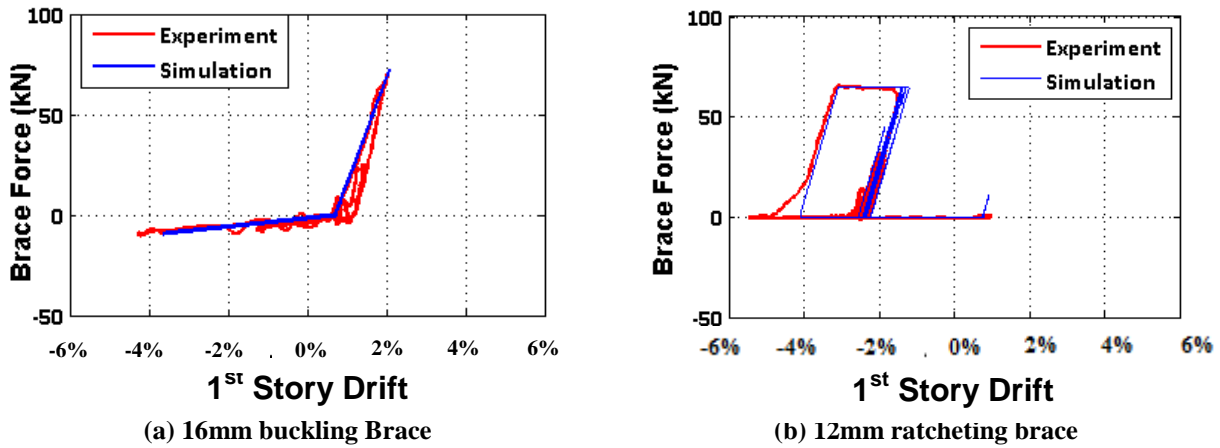 100
50
0
-50
Brace Force (kN)
Experiment
Simulation
-6%
-4%
-2%
0%
2%
4%
6%
1st Story Drift
(a) 16mm buckling Brace
100
50
0
-50
Brace Force (kN)
Experiment
Simulation
-6%
-4%
-2%
0%
2%
4%
6%
1st Story Drift
(b) 12mm ratcheting brace